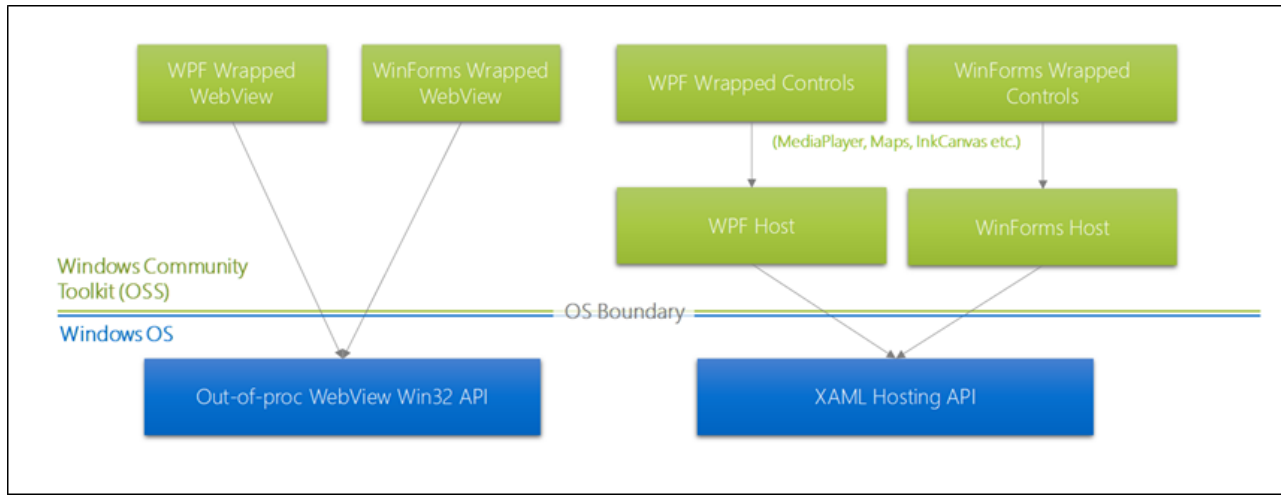 WPF Wrapped
WebView
WinForms Wrapped
WebView
WPF Wrapped Controls
WinForms Wrapped
Controls
(MediaPlayer, Maps, InkCanvas etc.)
WPF Host
WinForms Host
Windows Community
Toolkit (OSS)
OS Boundary
Windows OS
Out-of-proc WebView Win32 API
XAML Hosting API